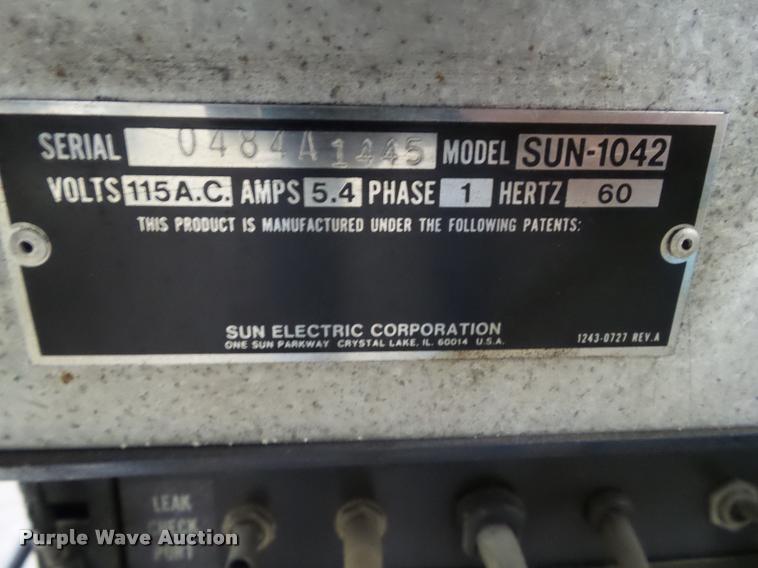 SERIAL 0484A1445 MODEL SUN-1042
VOLTS 115A.C. AMPS 5.4 PHASE 1 HERTZ 60
THIS PRODUCT IS MANUFACTURED UNDER THE FOLLOWING PATENTS:
SUN ELECTRIC CORPORATION
ONE SUN PARKWAY CRYSTAL LAKE, IL. 60014 U.S.A.
1243-0727 REV.A
LEAK
CHECK
PORT
Purple Wave Auction